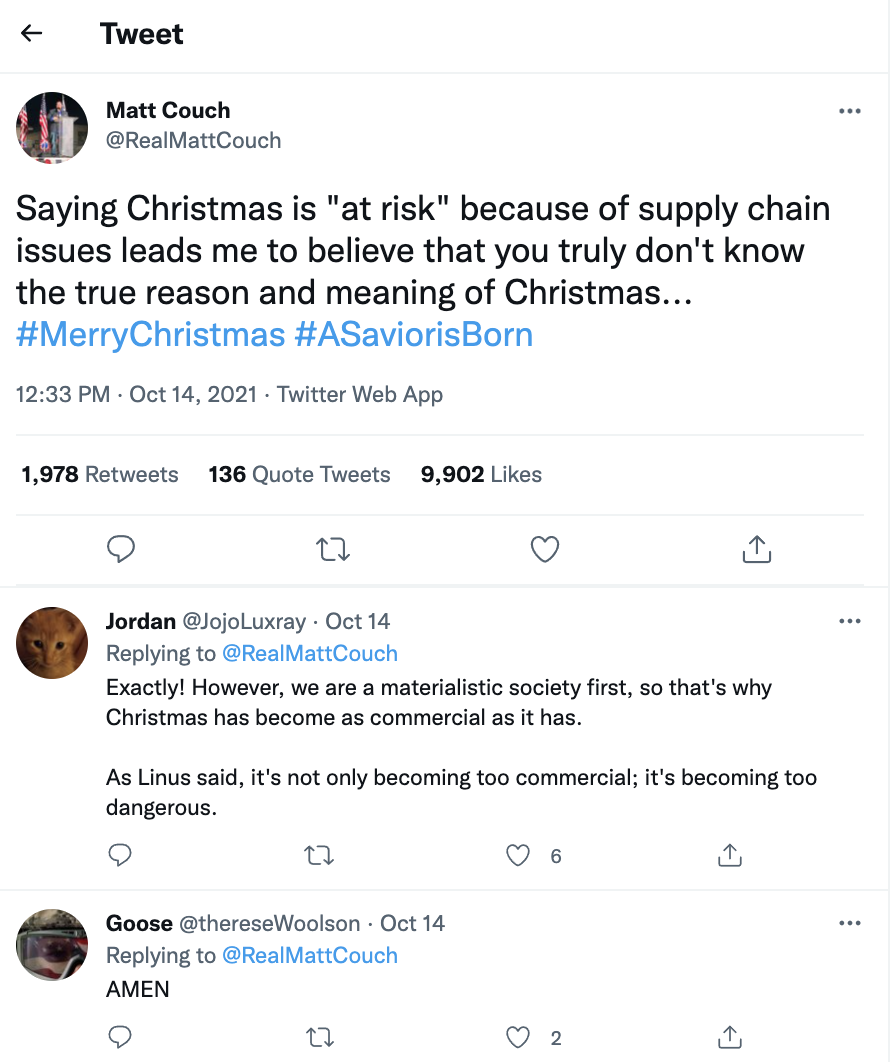 Tweet
Matt Couch
@RealMattCouch
Saying Christmas is "at risk" because of supply chain
issues leads me to believe that you truly don't know
the true reason and meaning of Christmas...
#MerryChristmas #ASaviorisBorn
12:33 PM · Oct 14, 2021 · Twitter Web App
1,978 Retweets 136 Quote Tweets 9,902 Likes
Jordan @JojoLuxray · Oct 14
Replying to @RealMattCouch
Exactly! However, we are a materialistic society first, so that's why
Christmas has become as commercial as it has.
As Linus said, it's not only becoming too commercial; it's becoming too
dangerous.
6
Goose @thereseWoolson · Oct 14
Replying to @RealMattCouch
AMEN
2